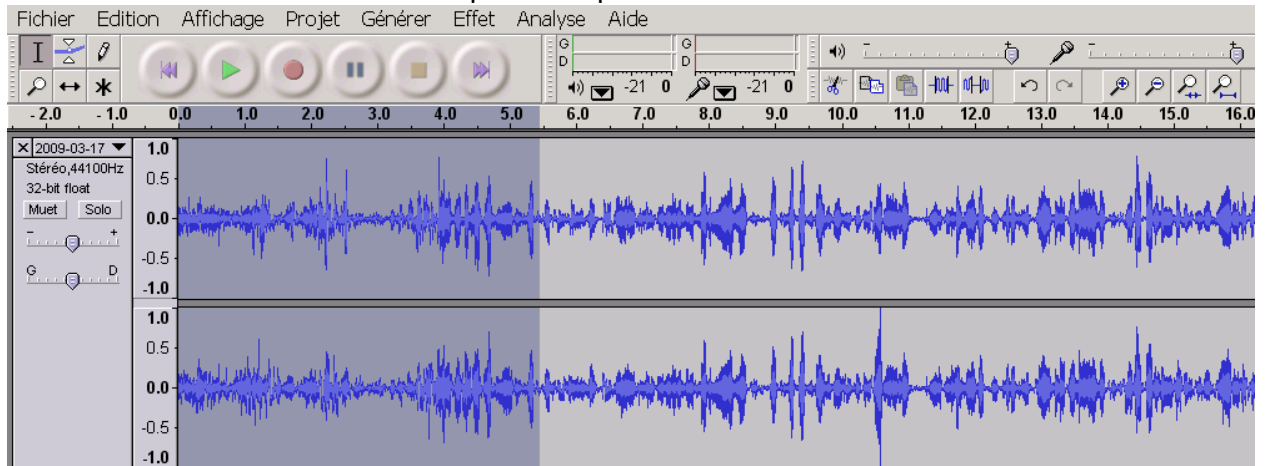 Fichier Edition Affichage Projet Générer Effet Analyse Aide
G G
D D
-21 0 -21 0
- 2.0 - 1.0 0.0 1.0 2.0 3.0 4.0 5.0 6.0 7.0 8.0 9.0 10.0 11.0 12.0 13.0 14.0 15.0 16.0
2009-03-17 1.0
Stéréo,44100Hz
32-bit float 0.5
Muet Solo 0.0
- +
-0.5
G D
-1.0
1.0
0.5
0.0
-0.5
-1.0